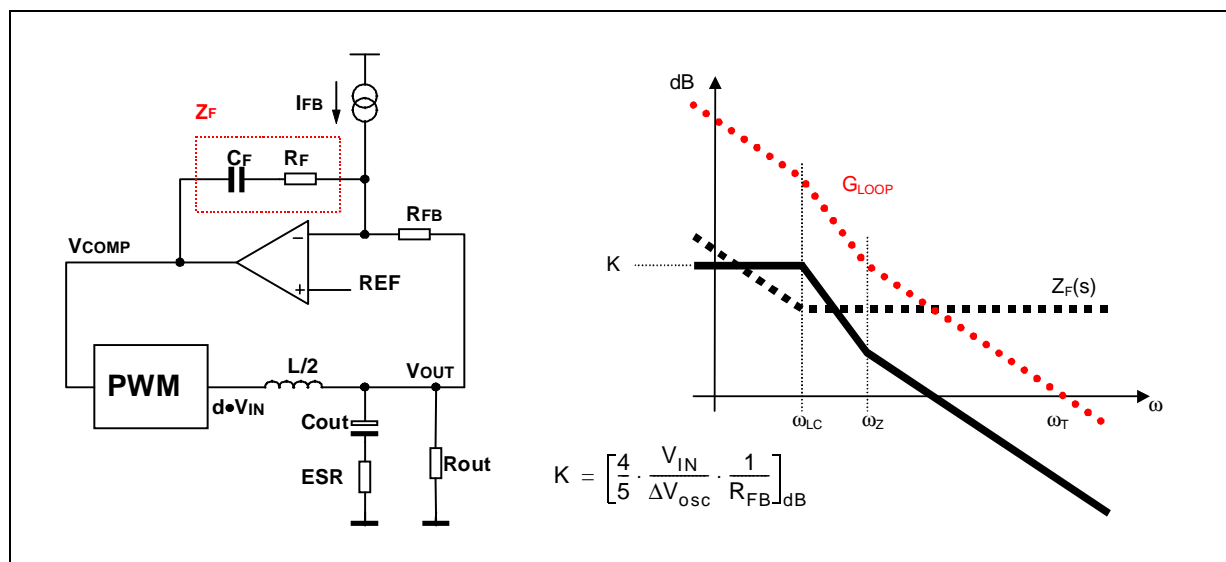 ZF
IFB
CF RF
RFB
VCOMP
−
+
REF
PWM
L/2
VOUT
d•VIN
Cout
ESR
Rout
dB
GLOOP
K
ZF(s)
ωLC
ωZ
ωT
ω
K = [4/5 · VIN/ΔVosc · 1/RFB]dB